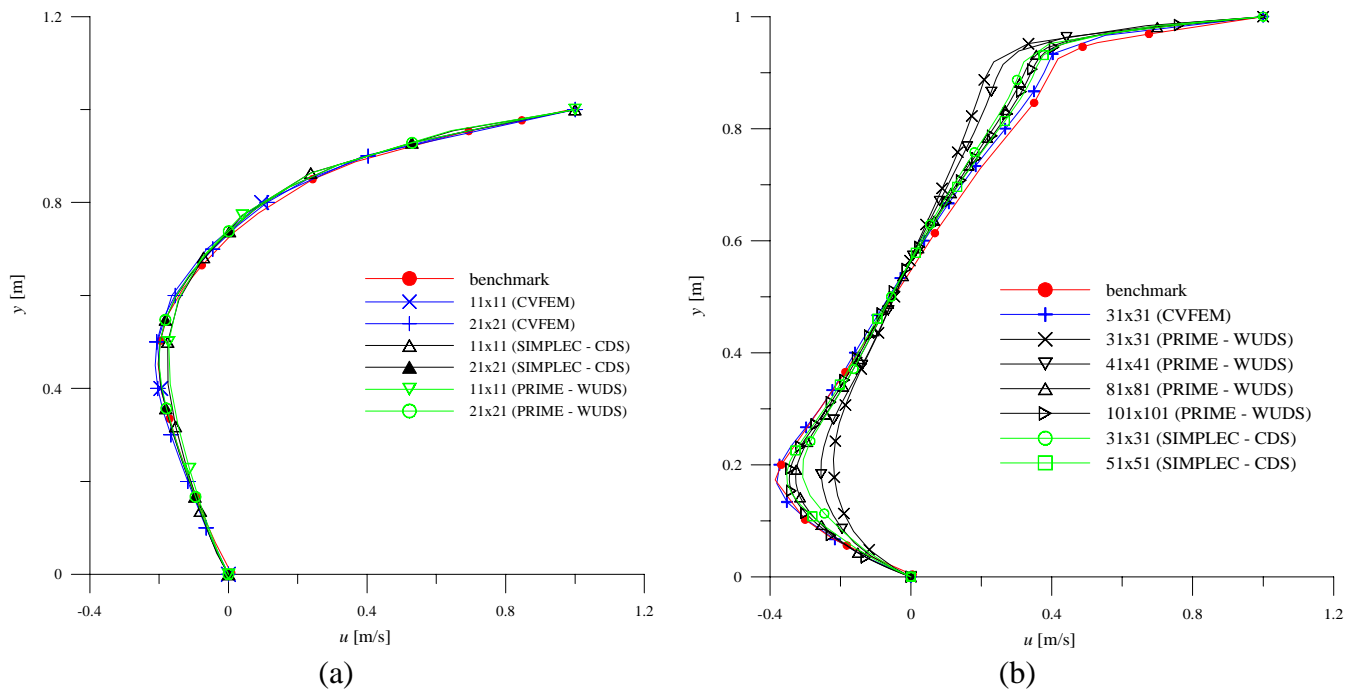 1.2
0.8
0.4
0
y [m]
-0.4
0
0.4
0.8
1.2
u [m/s]
benchmark
11x11 (CVFEM)
21x21 (CVFEM)
11x11 (SIMPLEC - CDS)
21x21 (SIMPLEC - CDS)
11x11 (PRIME - WUDS)
21x21 (PRIME - WUDS)
(a)
1
0.8
0.6
0.4
0.2
0
y [m]
-0.4
0
0.4
0.8
1.2
u [m/s]
benchmark
31x31 (CVFEM)
31x31 (PRIME - WUDS)
41x41 (PRIME - WUDS)
81x81 (PRIME - WUDS)
101x101 (PRIME - WUDS)
31x31 (SIMPLEC - CDS)
51x51 (SIMPLEC - CDS)
(b)